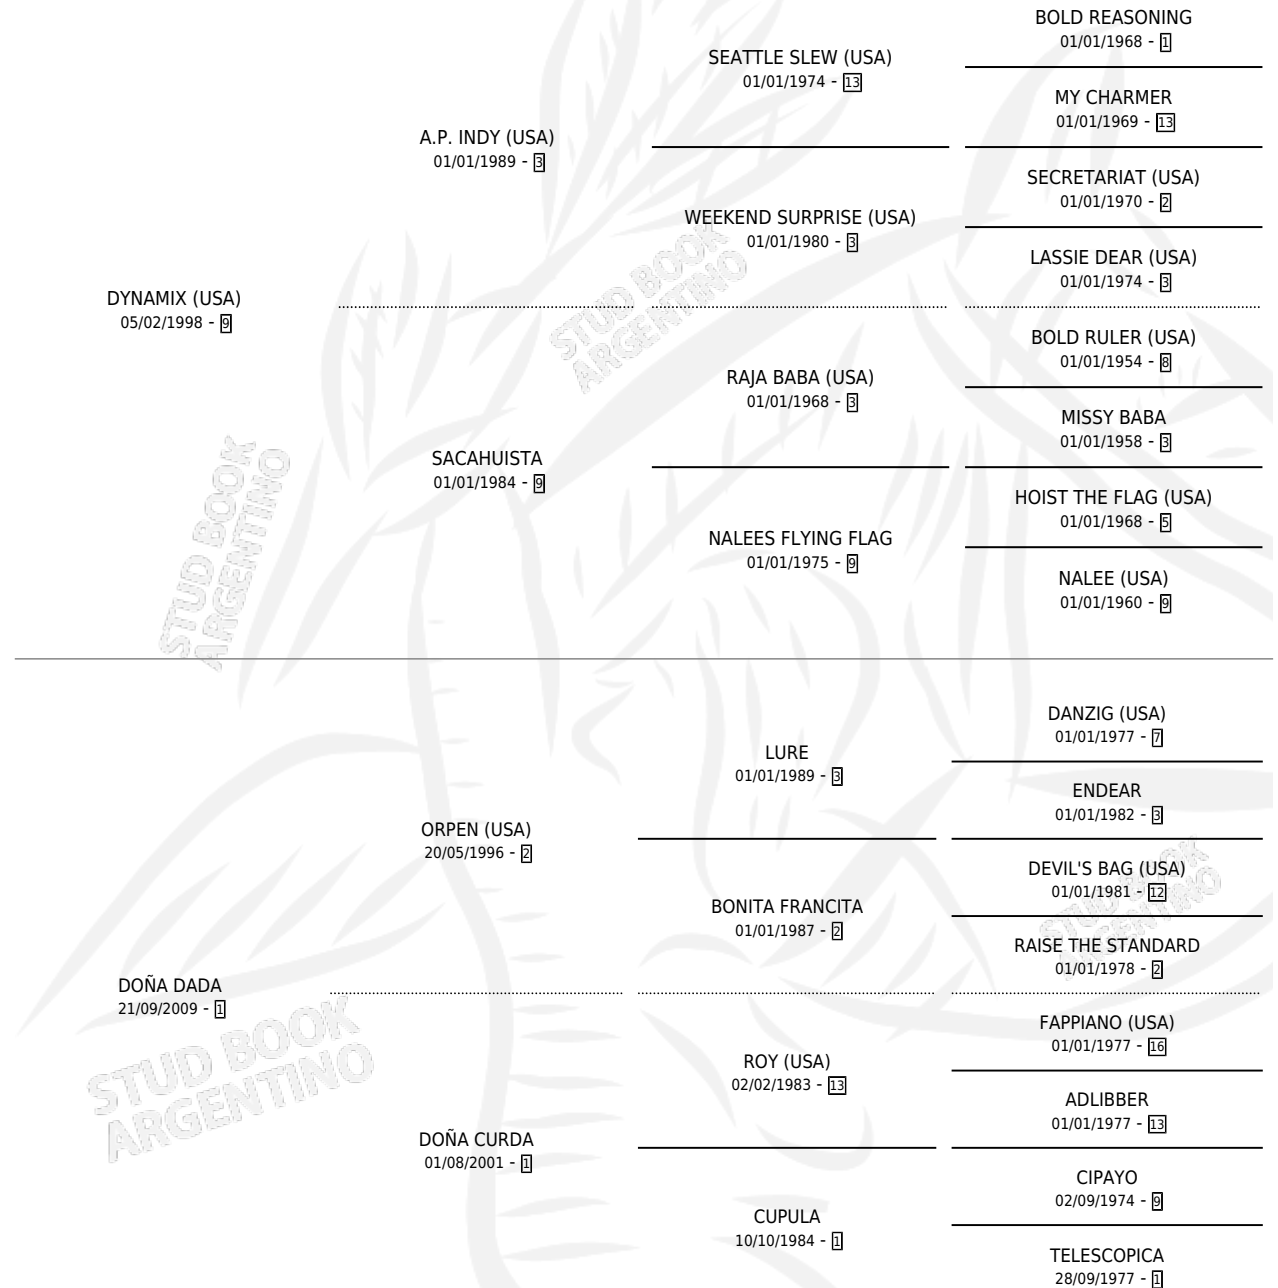 BOLD REASONING
01/01/1968 - 1
SEATTLE SLEW (USA)
01/01/1974 - 13
MY CHARMER
01/01/1969 - 13
A.P. INDY (USA)
01/01/1989 - 3
SECRETARIAT (USA)
01/01/1970 - 2
WEEKEND SURPRISE (USA)
01/01/1980 - 3
LASSIE DEAR (USA)
01/01/1974 - 3
DYNAMIX (USA)
05/02/1998 - 9
BOLD RULER (USA)
01/01/1954 - 8
RAJA BABA (USA)
01/01/1968 - 3
MISSY BABA
01/01/1958 - 3
SACAHUISTA
01/01/1984 - 9
HOIST THE FLAG (USA)
01/01/1968 - 5
NALEES FLYING FLAG
01/01/1975 - 9
NALEE (USA)
01/01/1960 - 9
DANZIG (USA)
01/01/1977 - 7
LURE
01/01/1989 - 3
ENDEAR
01/01/1982 - 3
ORPEN (USA)
20/05/1996 - 2
DEVIL'S BAG (USA)
01/01/1981 - 12
BONITA FRANCITA
01/01/1987 - 2
RAISE THE STANDARD
01/01/1978 - 2
DOÑA DADA
21/09/2009 - 1
FAPPIANO (USA)
01/01/1977 - 16
ROY (USA)
02/02/1983 - 13
ADLIBBER
01/01/1977 - 13
DOÑA CURDA
01/08/2001 - 1
CIPAYO
02/09/1974 - 9
CUPULA
10/10/1984 - 1
TELESCOPICA
28/09/1977 - 1
STUD BOOK
ARGENTINO
STUD BOOK
ARGENTINO
STUD BOOK
ARGENTINO
STUD BOOK
ARGENTINO